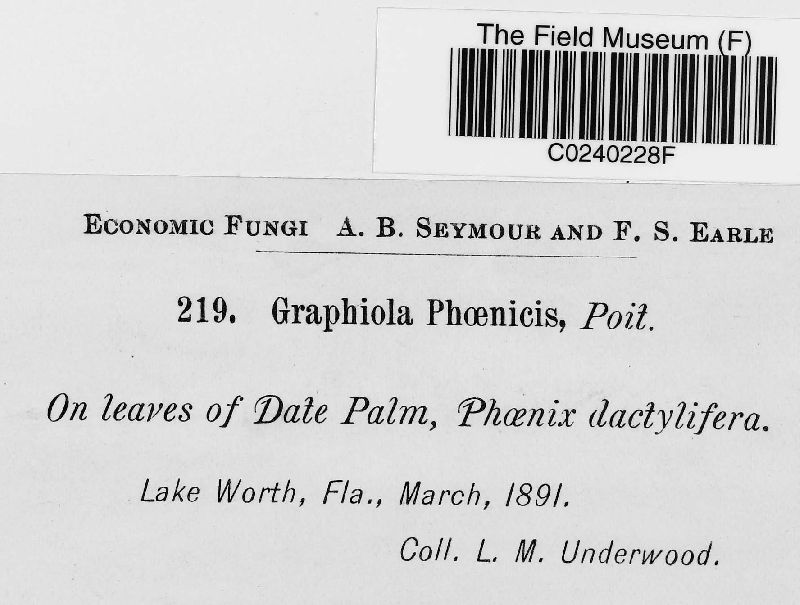 The Field Museum (F)
C0240228F
Economic Fungi A. B. Seymour and F. S. Earle
219. Graphiola Phœnicis, Poit.
On leaves of Date Palm, Phœnix dactylifera.
Lake Worth, Fla., March, 1891.
Coll. L. M. Underwood.